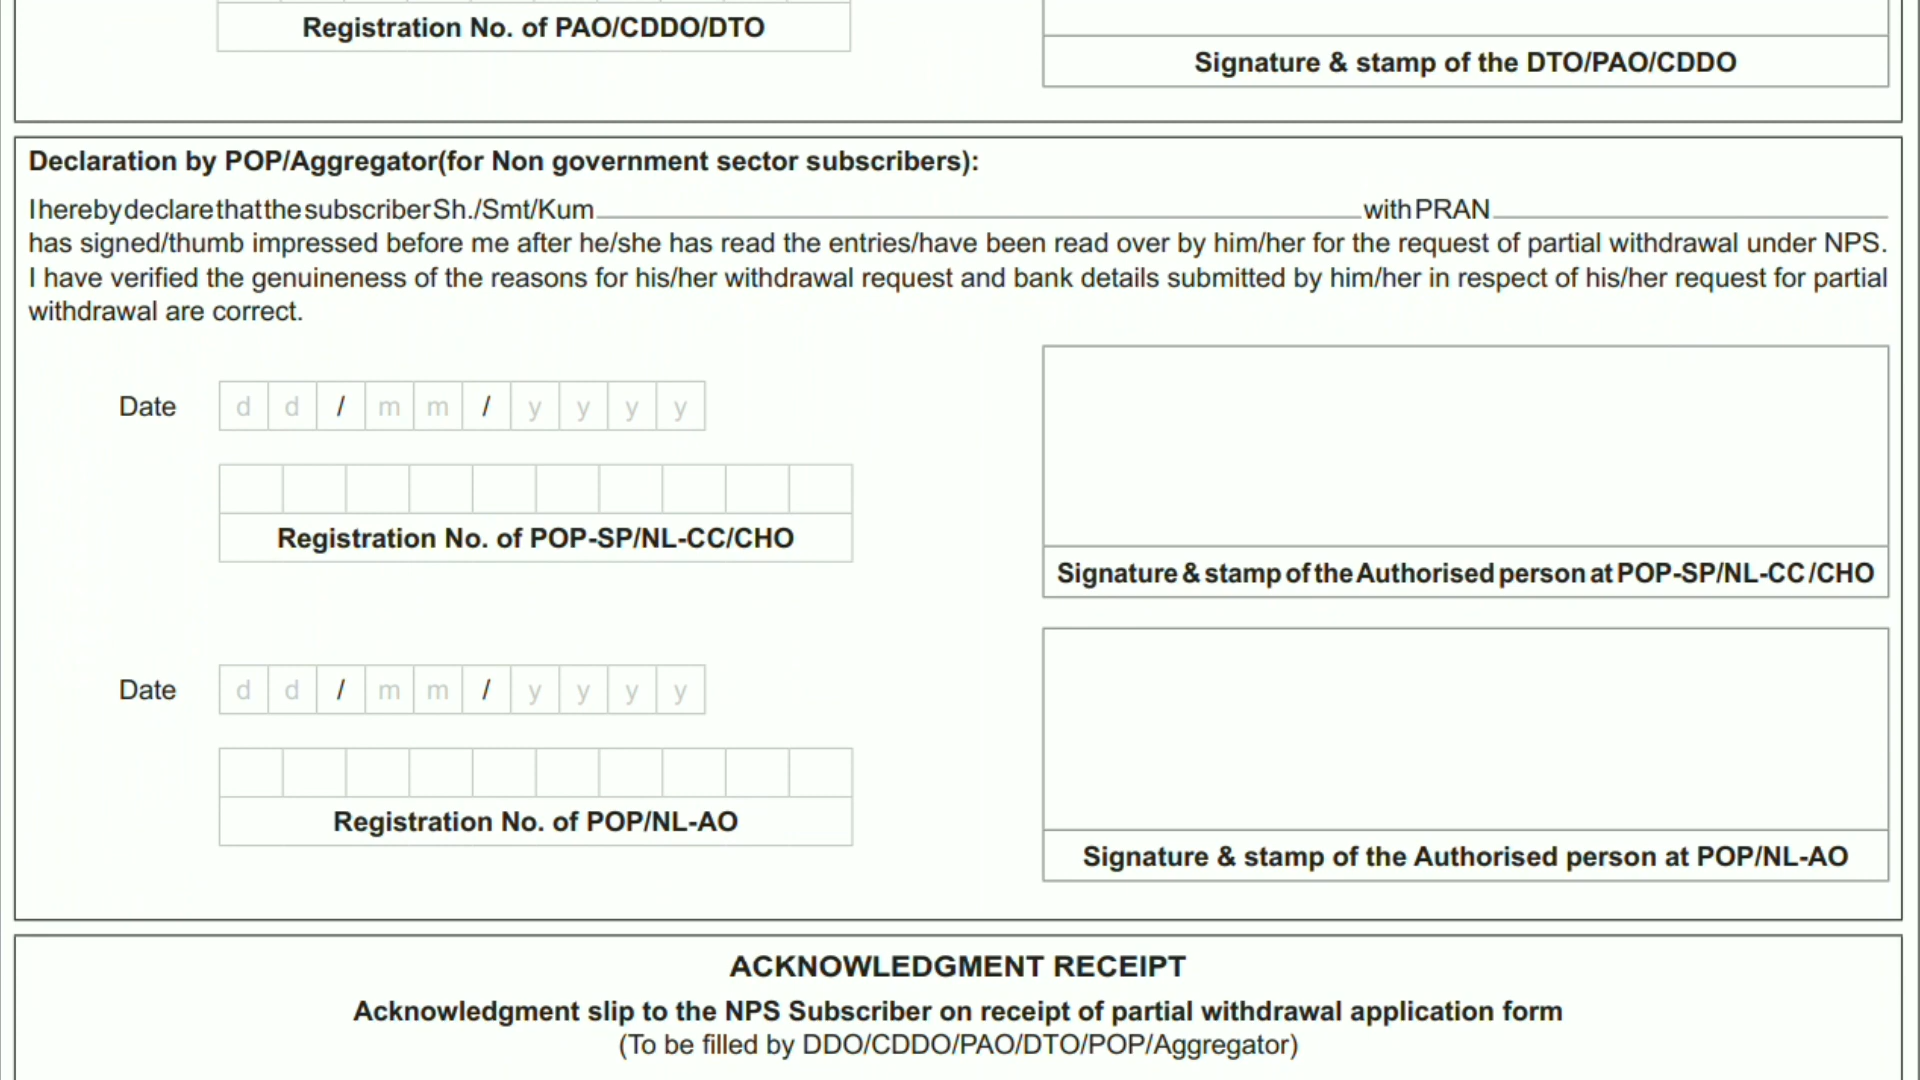 Registration No. of PAO/CDDO/DTO
Signature & stamp of the DTO/PAO/CDDO
Declaration by POP/Aggregator(for Non government sector subscribers):
I hereby declare that the subscriber Sh./Smt/Kum with PRAN
has signed/thumb impressed before me after he/she has read the entries/have been read over by him/her for the request of partial withdrawal under NPS.
I have verified the genuineness of the reasons for his/her withdrawal request and bank details submitted by him/her in respect of his/her request for partial
withdrawal are correct.
Date d d / m m / y y y y
Registration No. of POP-SP/NL-CC/CHO
Signature & stamp of the Authorised person at POP-SP/NL-CC/CHO
Date d d / m m / y y y y
Registration No. of POP/NL-AO
Signature & stamp of the Authorised person at POP/NL-AO
ACKNOWLEDGMENT RECEIPT
Acknowledgment slip to the NPS Subscriber on receipt of partial withdrawal application form
(To be filled by DDO/CDDO/PAO/DTO/POP/Aggregator)